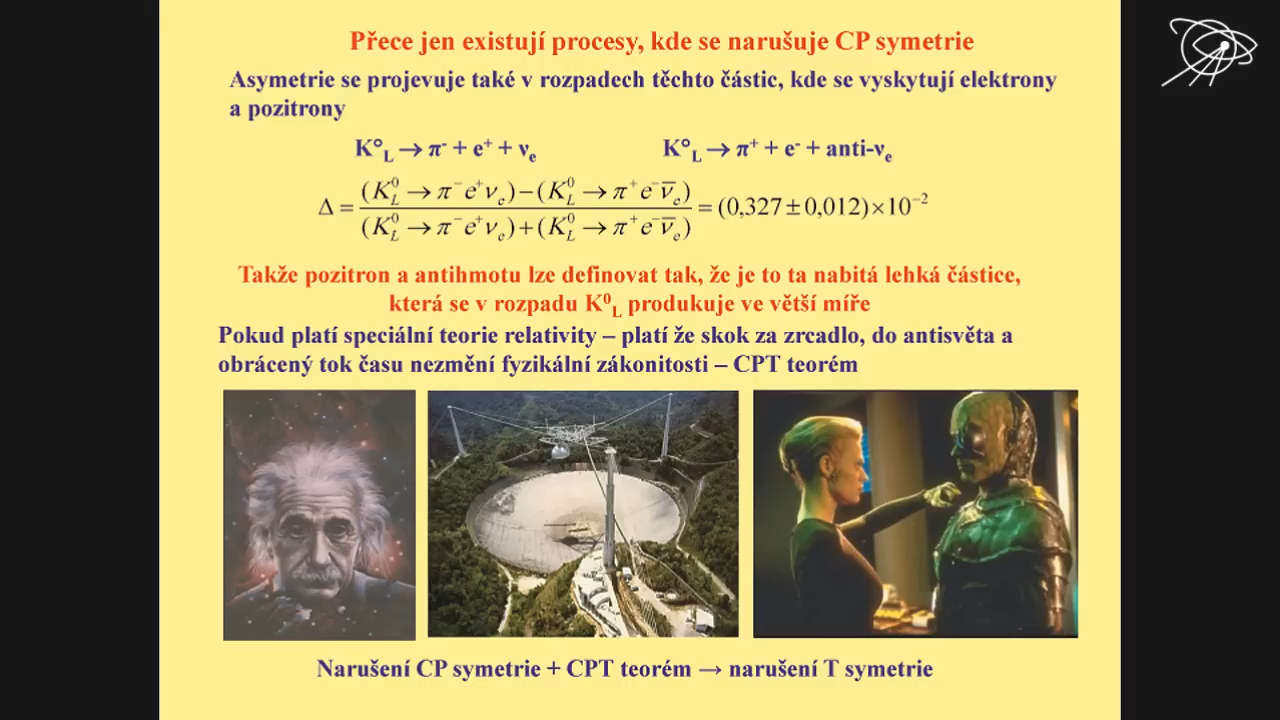 Přece jen existují procesy, kde se narušuje CP symetrie
Asymetrie se projevuje také v rozpadech těchto částic, kde se vyskytují elektrony
a pozitrony
K°L → π- + e+ + νe
K°L → π+ + e- + anti-νe
Δ = (K⁰L → π⁻e⁺νe) − (K⁰L → π⁺e⁻ν̄e) / (K⁰L → π⁻e⁺νe) + (K⁰L → π⁺e⁻ν̄e) = (0,327 ± 0,012) × 10⁻²
Takže pozitron a antihmotu lze definovat tak, že je to ta nabitá lehká částice,
která se v rozpadu K⁰L produkuje ve větší míře
Pokud platí speciální teorie relativity – platí že skok za zrcadlo, do antisvěta a
obrácený tok času nezmění fyzikální zákonitosti – CPT teorém
Narušení CP symetrie + CPT teorém → narušení T symetrie